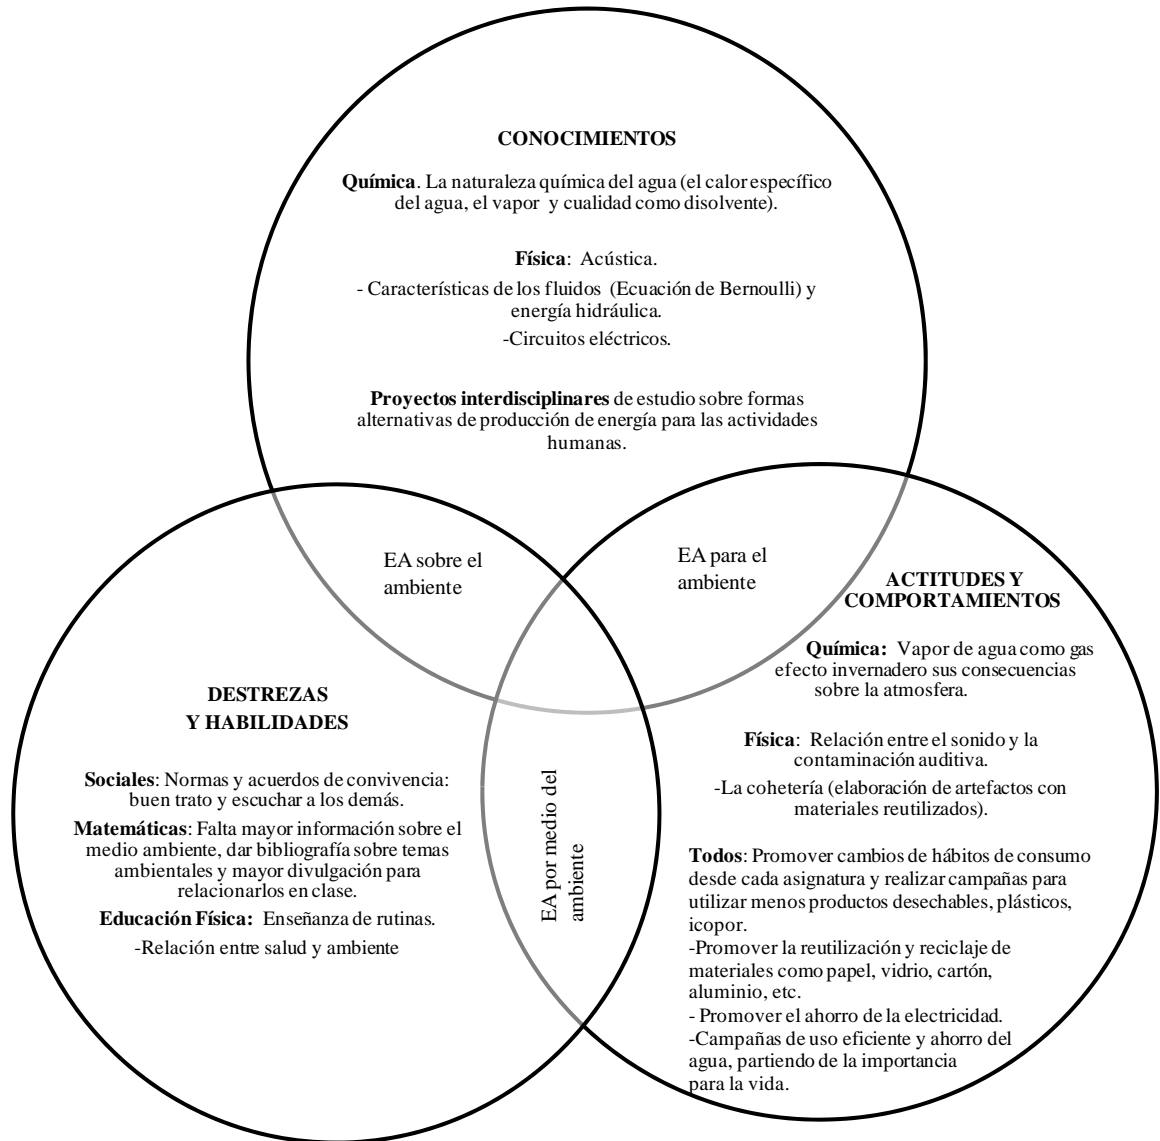 CONOCIMIENTOS
Química. La naturaleza química del agua (el calor específico
del agua, el vapor y cualidad como disolvente).
Física: Acústica.
- Características de los fluidos (Ecuación de Bernoulli) y
energía hidráulica.
-Circuitos eléctricos.
Proyectos interdisciplinares de estudio sobre formas
alternativas de producción de energía para las actividades
humanas.
EA sobre el
ambiente
EA para el
ambiente
DESTREZAS
Y HABILIDADES
Sociales: Normas y acuerdos de convivencia:
buen trato y escuchar a los demás.
Matemáticas: Falta mayor información sobre el
medio ambiente, dar bibliografía sobre temas
ambientales y mayor divulgación para
relacionarlos en clase.
Educación Física: Enseñanza de rutinas.
-Relación entre salud y ambiente
EA por medio del
ambiente
ACTITUDES Y
COMPORTAMIENTOS
Química: Vapor de agua como gas
efecto invernadero sus consecuencias
sobre la atmosfera.
Física: Relación entre el sonido y la
contaminación auditiva.
-La cohetería (elaboración de artefactos con
materiales reutilizados).
Todos: Promover cambios de hábitos de consumo
desde cada asignatura y realizar campañas para
utilizar menos productos desechables, plásticos,
icopor.
-Promover la reutilización y reciclaje de
materiales como papel, vidrio, cartón,
aluminio, etc.
- Promover el ahorro de la electricidad.
-Campañas de uso eficiente y ahorro del
agua, partiendo de la importancia
para la vida.